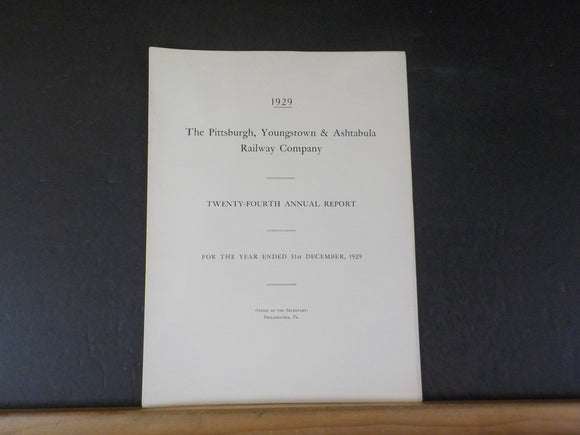 1929
The Pittsburgh, Youngstown & Ashtabula
Railway Company
TWENTY-FOURTH ANNUAL REPORT
FOR THE YEAR ENDED 31st DECEMBER, 1929
Office of the Secretary,
Philadelphia, Pa.